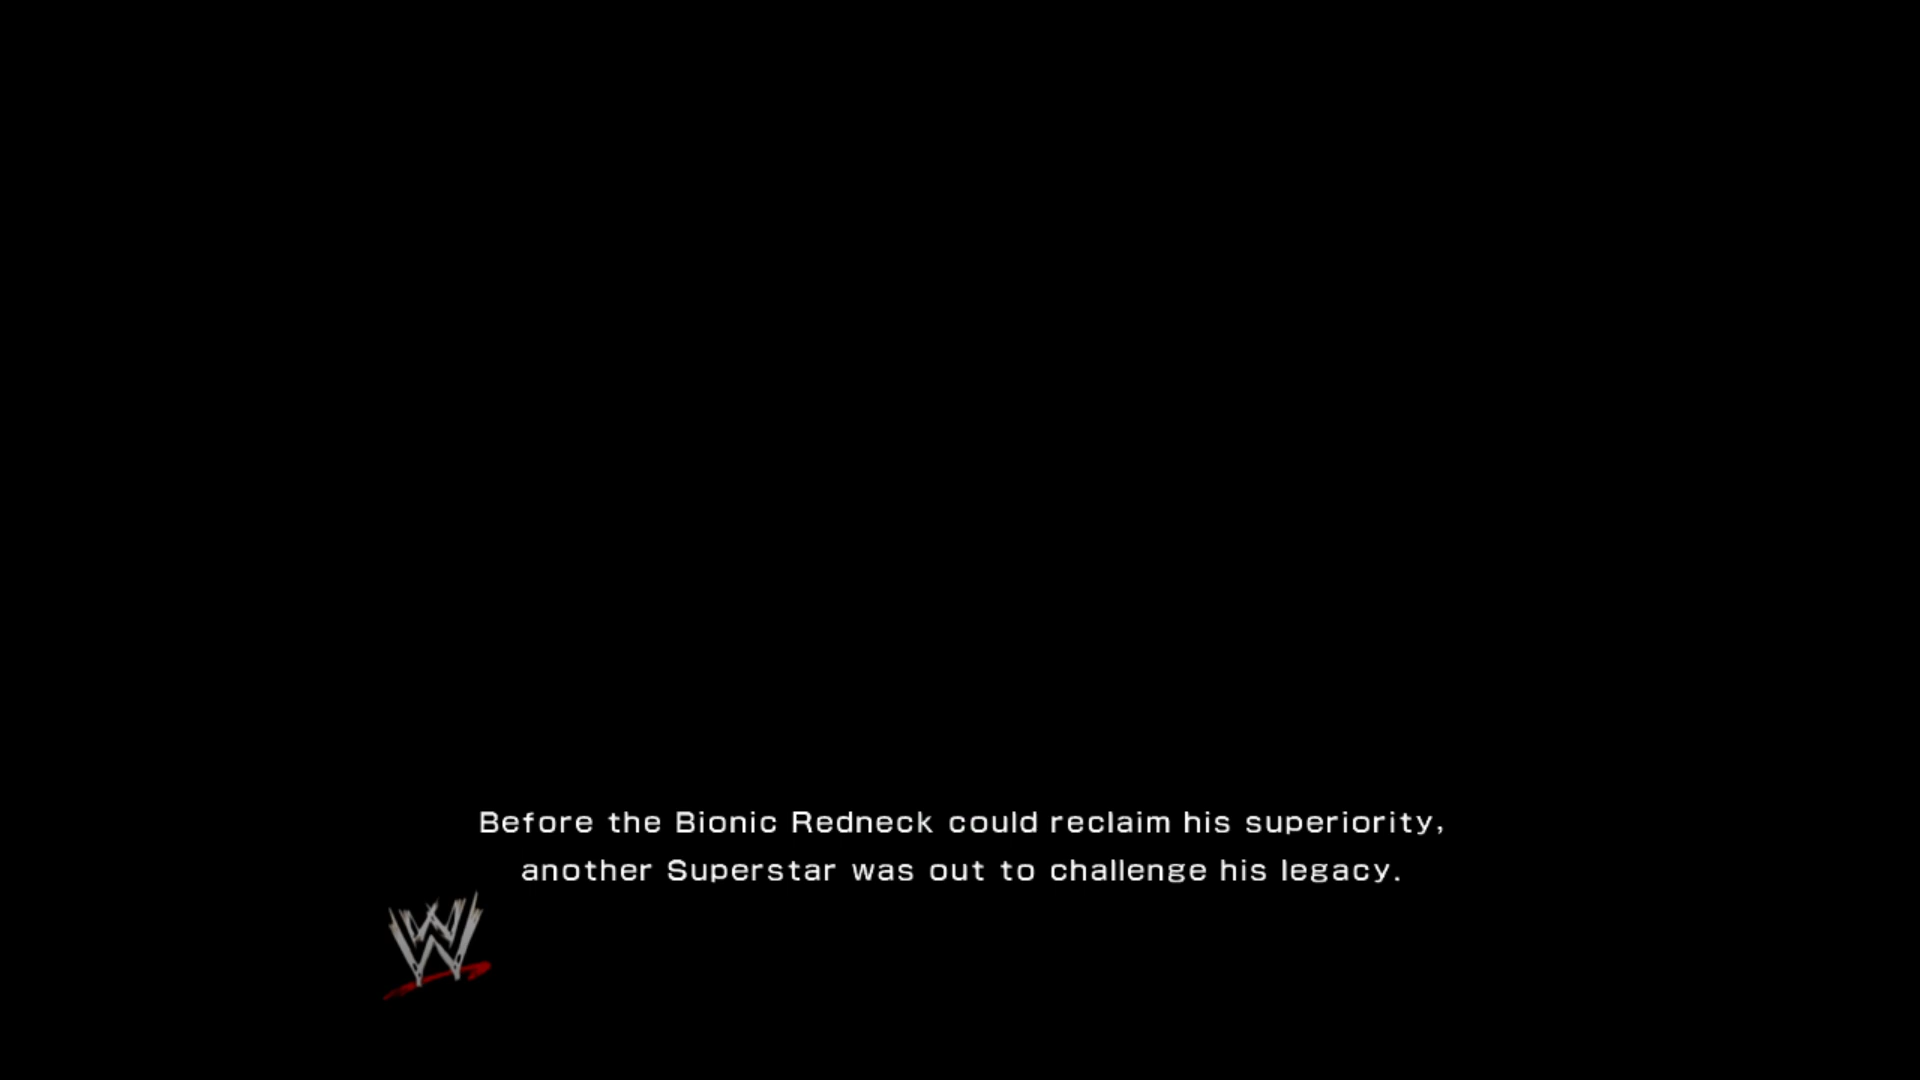 Before the Bionic Redneck could reclaim his superiority,
another Superstar was out to challenge his legacy.
W